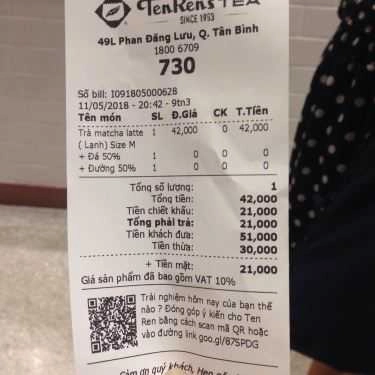 TenRen's TEA
SINCE 1953
49L Phan Đăng Lưu, Q. Tân Bình
1800 6709
730
Số bill: I091805000628
11/05/2018 - 20:42 - 9tn3
Tên món SL Đ.Giá CK T.Tiền
Trà matcha latte 1 42,000 0 42,000
( Lạnh) Size M
+ Đá 50% 1 0 0 0
+ Đường 50% 1 0 0 0
Tổng số lượng: 1
Tổng tiền: 42,000
Tiền chiết khấu: 21,000
Tổng phải trả: 21,000
Tiền khách đưa: 51,000
Tiền thừa: 30,000
+ Tiền mặt: 21,000
Giá sản phẩm đã bao gồm VAT 10%
Trải nghiệm hôm nay của bạn thế
nào ? Đóng góp ý kiến cho Ten
Ren bằng cách scan mã QR hoặc
vào đường link goo.gl/87SPDG
Cảm ơn quý khách, Hẹn